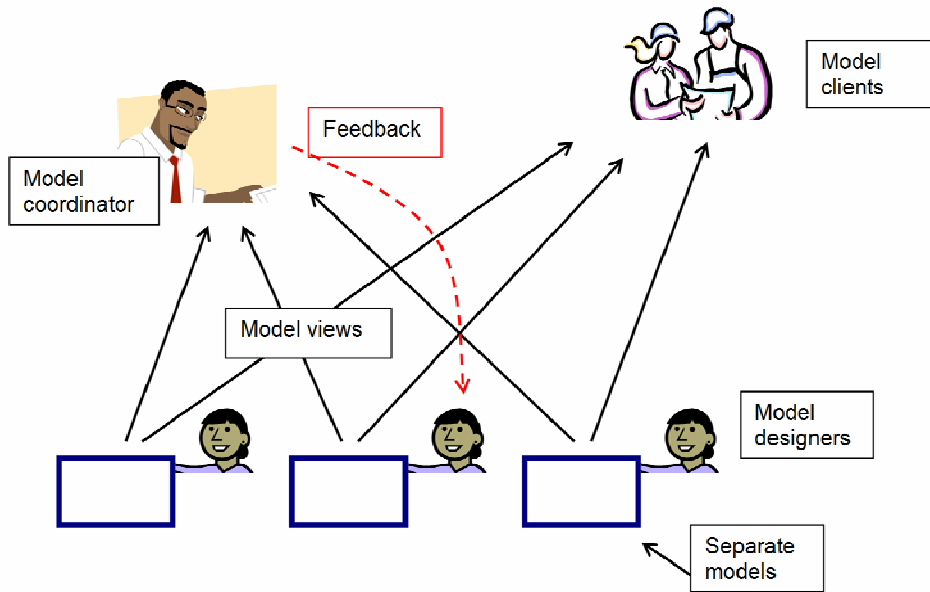 Model
clients
Feedback
Model
coordinator
Model views
Model
designers
Separate
models